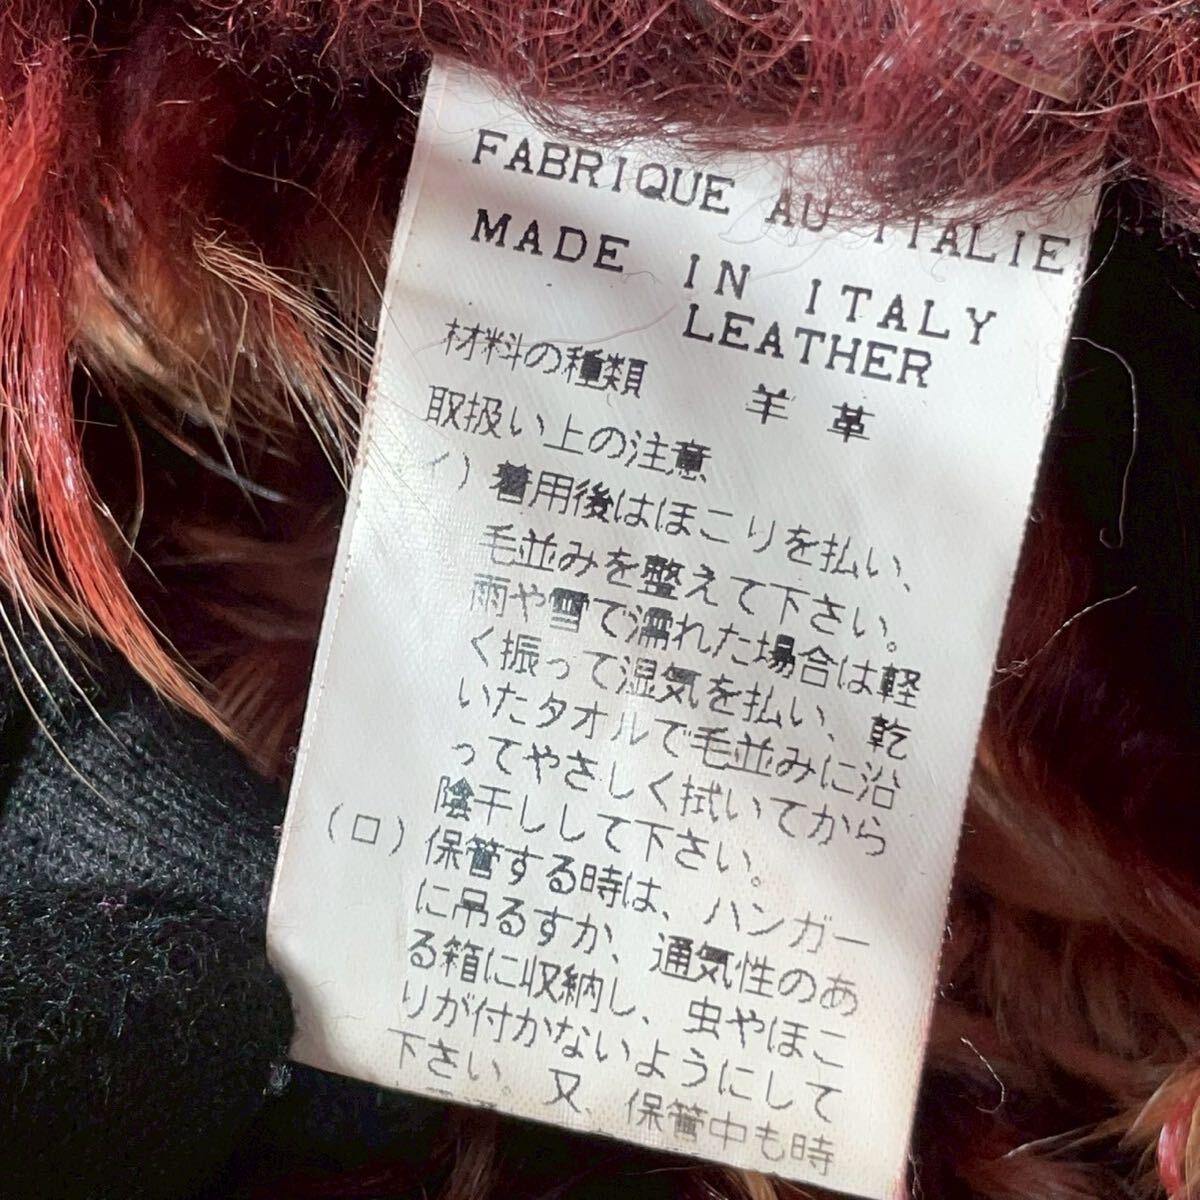 FABRIQUE AU ITALIE
MADE IN ITALY
LEATHER
材料の種類 羊革
取扱い上の注意
イ)着用後はほこりを払い、
毛並みを整えて下さい。
雨や雪で濡れた場合は軽
く振って湿気を払い、乾
いたタオルで毛並みに沿
ってやさしく拭いてから
陰干しして下さい。
(ロ)保管する時は、ハンガー
に吊るすか、通気性のあ
る箱に収納し、虫やほこ
りが付かないようにして
下さい。又、保管中も時